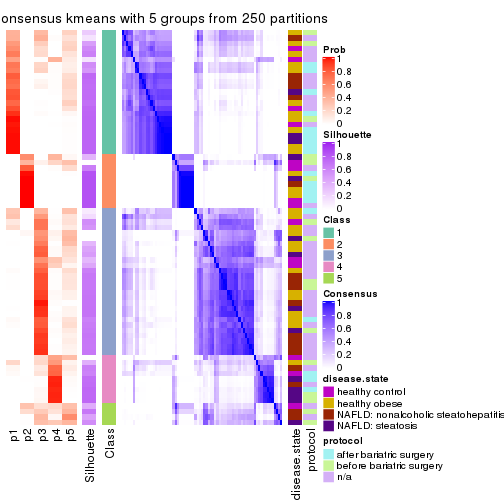 onsensus kmeans with 5 groups from 250 partitions
Prob
1
0.8
0.6
0.4
0.2
0
Silhouette
1
0.8
0.6
0.4
0.2
0
Class
1
2
3
4
5
Consensus
1
0.8
0.6
0.4
0.2
0
disease.state
healthy control
healthy obese
NAFLD: nonalcoholic steatohepatitis
NAFLD: steatosis
protocol
after bariatric surgery
before bariatric surgery
n/a
p1
p2
p3
p4
p5
Silhouette
Class
disease.state
protocol